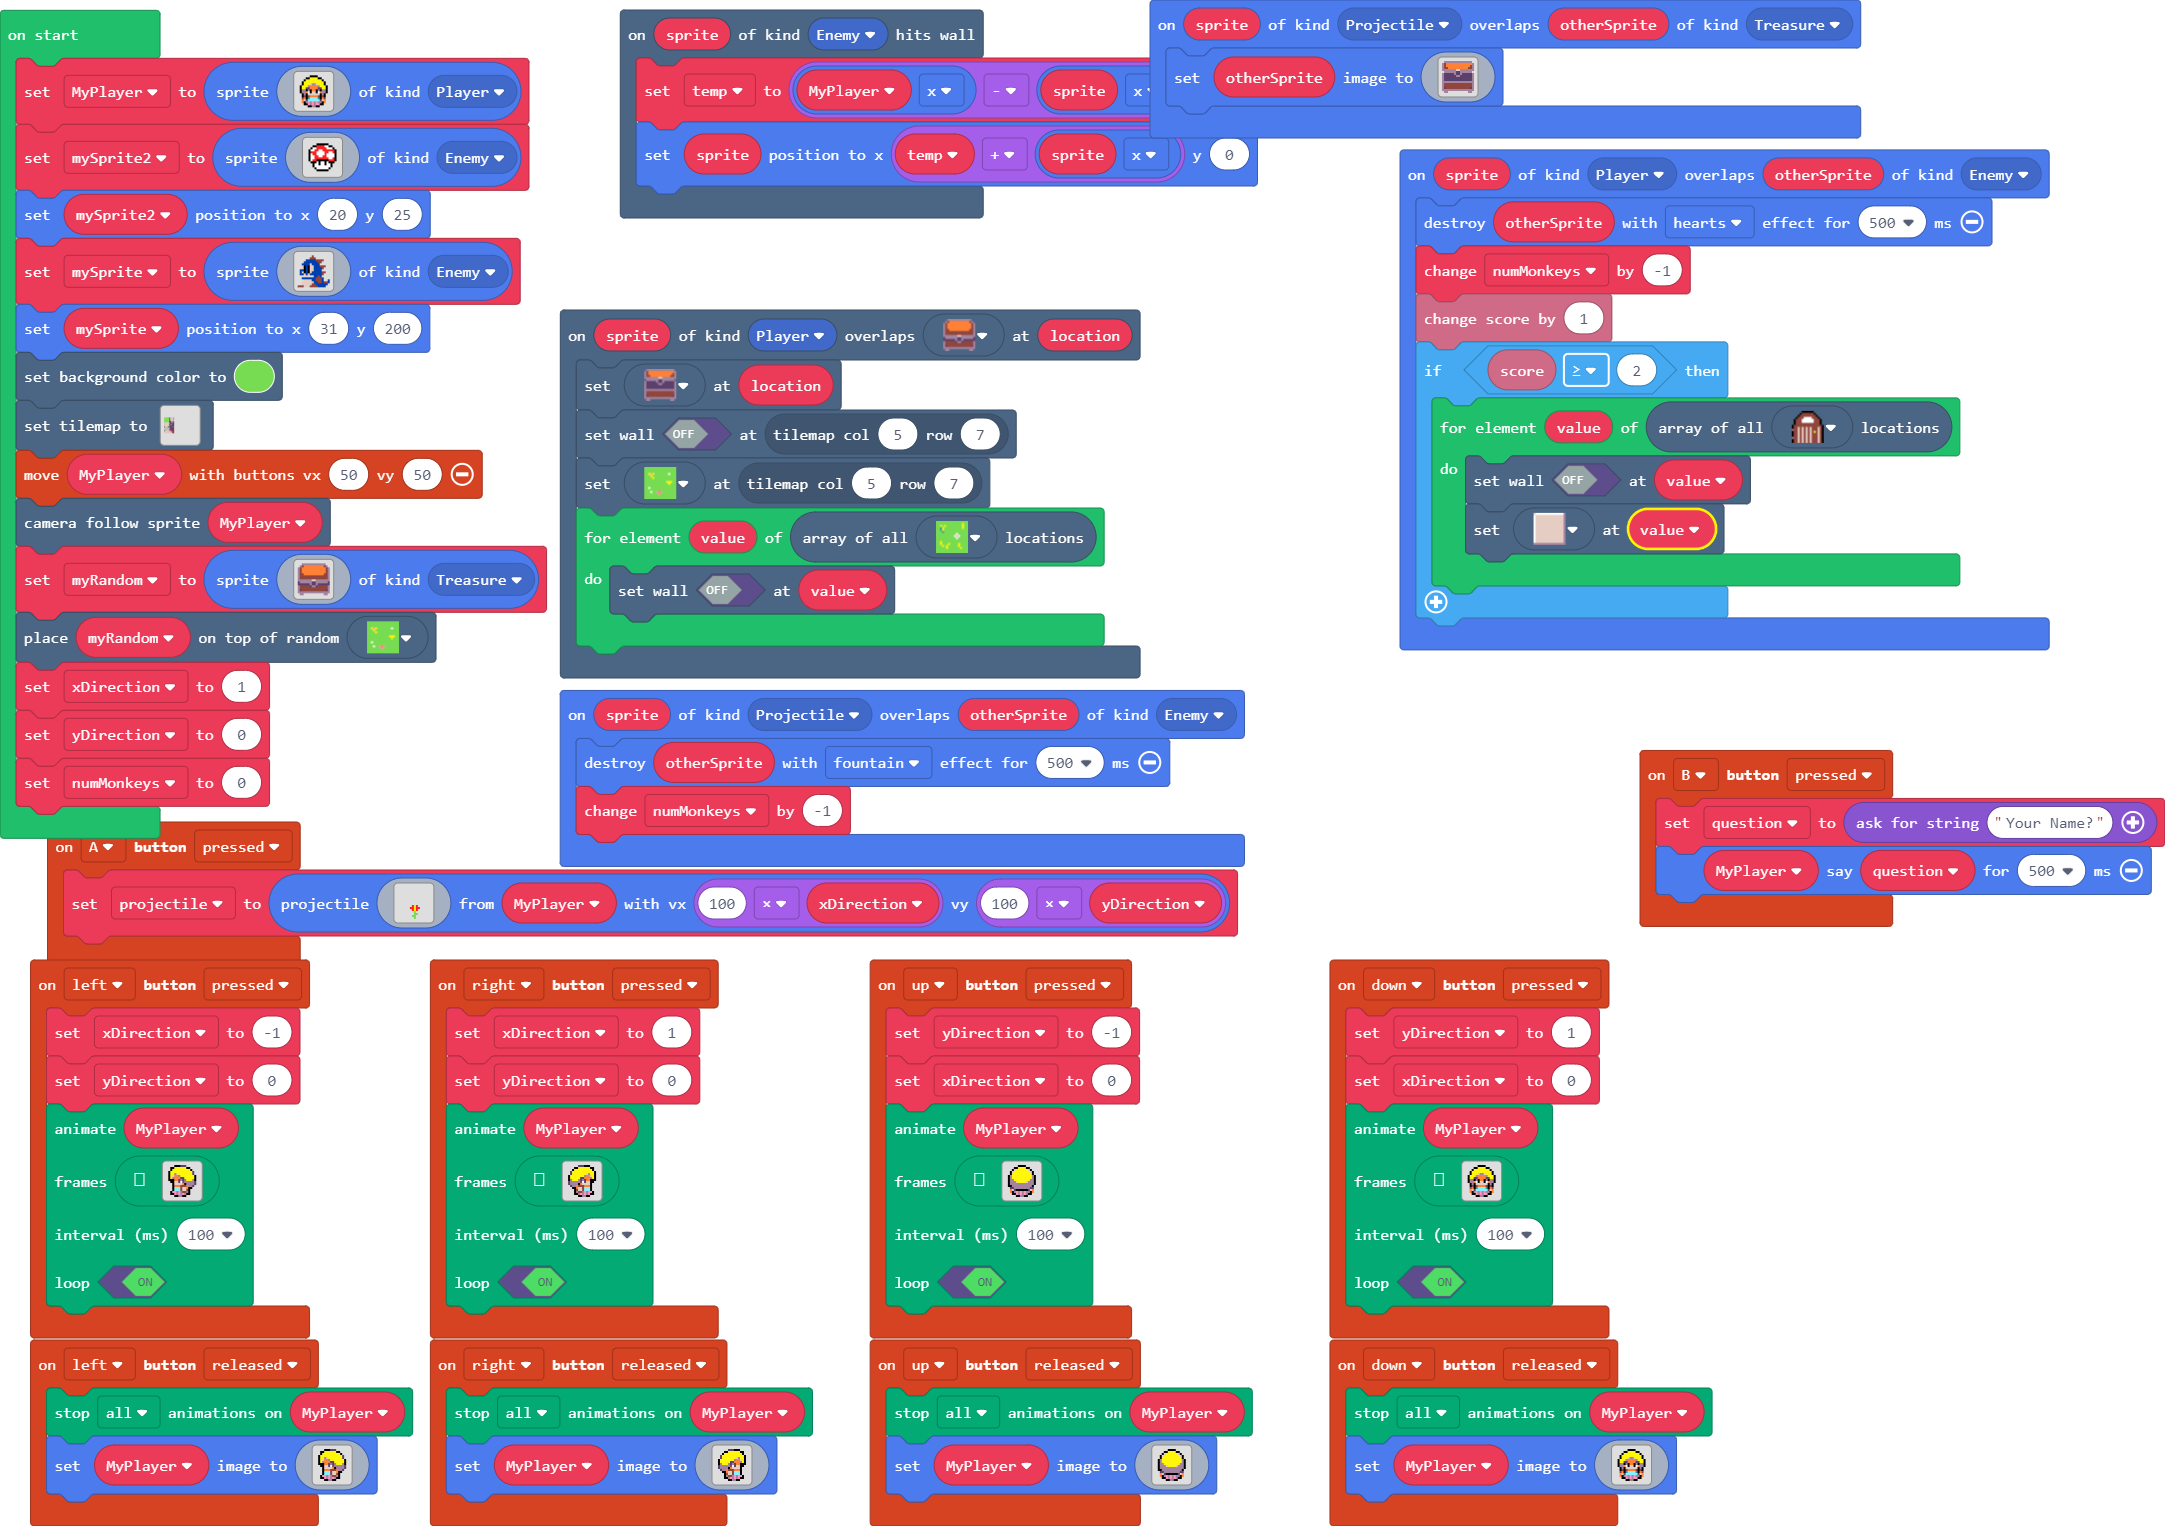 on start
set MyPlayer to sprite of kind Player
set mySprite2 to sprite of kind Enemy
set mySprite2 position to x 20 y 25
set mySprite to sprite of kind Enemy
set mySprite position to x 31 y 200
set background color to
set tilemap to
move MyPlayer with buttons vx 50 vy 50
camera follow sprite MyPlayer
set myRandom to sprite of kind Treasure
place myRandom on top of random
set xDirection to 1
set yDirection to 0
set numMonkeys to 0
on sprite of kind Enemy hits wall
set temp to MyPlayer x - sprite x
set sprite position to x temp + sprite x y 0
on sprite of kind Projectile overlaps otherSprite of kind Treasure
set otherSprite image to
on sprite of kind Player overlaps otherSprite of kind Enemy
destroy otherSprite with hearts effect for 500 ms
change numMonkeys by -1
change score by 1
if score ≥ 2 then
for element value of array of all locations
do
set wall OFF at value
set at value
on sprite of kind Player overlaps at location
set at location
set wall OFF at tilemap col 5 row 7
set at tilemap col 5 row 7
for element value of array of all locations
do
set wall OFF at value
on sprite of kind Projectile overlaps otherSprite of kind Enemy
destroy otherSprite with fountain effect for 500 ms
change numMonkeys by -1
on B button pressed
set question to ask for string "Your Name?"
MyPlayer say question for 500 ms
on A button pressed
set projectile to projectile from MyPlayer with vx 100 × xDirection vy 100 × yDirection
on left button pressed
set xDirection to -1
set yDirection to 0
animate MyPlayer
frames
interval (ms) 100
loop ON
on right button pressed
set xDirection to 1
set yDirection to 0
animate MyPlayer
frames
interval (ms) 100
loop ON
on up button pressed
set yDirection to -1
set xDirection to 0
animate MyPlayer
frames
interval (ms) 100
loop ON
on down button pressed
set yDirection to 1
set xDirection to 0
animate MyPlayer
frames
interval (ms) 100
loop ON
on left button released
stop all animations on MyPlayer
set MyPlayer image to
on right button released
stop all animations on MyPlayer
set MyPlayer image to
on up button released
stop all animations on MyPlayer
set MyPlayer image to
on down button released
stop all animations on MyPlayer
set MyPlayer image to